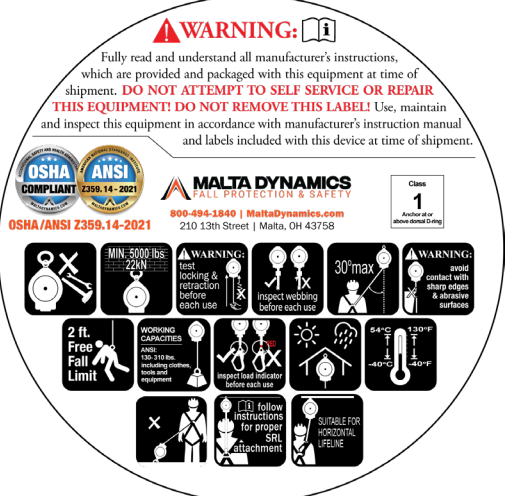 WARNING:
Fully read and understand all manufacturer's instructions,
which are provided and packaged with this equipment at time of
shipment. DO NOT ATTEMPT TO SELF SERVICE OR REPAIR
THIS EQUIPMENT! DO NOT REMOVE THIS LABEL! Use, maintain
and inspect this equipment in accordance with manufacturer's instruction manual
and labels included with this device at time of shipment.
OSHA
COMPLIANT
MALTADYNAMICS.COM
ANSI
Z359.14 - 2021
MALTADYNAMICS.COM
OSHA/ANSI Z359.14-2021
MALTA DYNAMICS
FALL PROTECTION & SAFETY
800-494-1840 | MaltaDynamics.com
210 13th Street | Malta, OH 43758
Class
1
Anchor at or
above dorsal D-ring
MIN. 5000 lbs
22kN
WARNING:
test
locking &
retraction
before
each use
inspect webbing
before each use
30°max
WARNING:
avoid
contact with
sharp edges
& abrasive
surfaces
2 ft.
Free
Fall
Limit
WORKING
CAPACITIES
ANSI:
130- 310 lbs.
including clothes,
tools and
equipment
RED
inspect load indicator
before each use
54°C
130°F
-40°C
-40°F
follow
instructions
for proper
SRL
attachment
SUITABLE FOR
HORIZONTAL
LIFELINE